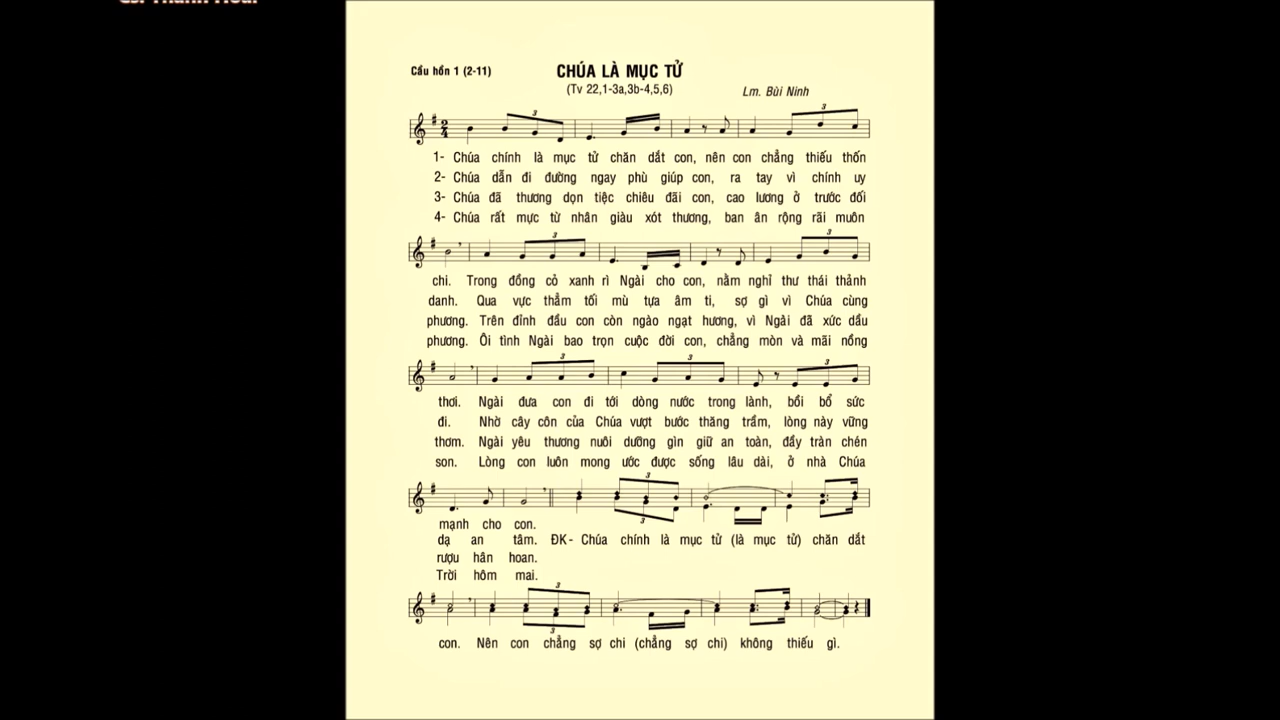 Cầu hồn 1 (2-11)
CHÚA LÀ MỤC TỬ
(Tv 22,1-3a,3b-4,5,6)
Lm. Bùi Ninh
1- Chúa chính là mục tử chăn dắt con, nên con chẳng thiếu thốn
2- Chúa dẫn đi đường ngay phù giúp con, ra tay vì chính uy
3- Chúa đã thương dọn tiệc chiêu đãi con, cao lương ở trước đối
4- Chúa rất mực từ nhân giàu xót thương, ban ân rộng rãi muôn
chi. Trong đồng cỏ xanh rì Ngài cho con, nằm nghỉ thư thái thảnh
danh. Qua vực thẳm tối mù tựa âm ti, sợ gì vì Chúa cùng
phương. Trên đỉnh đầu con còn ngào ngạt hương, vì Ngài đã xức dầu
phương. Ôi tình Ngài bao trọn cuộc đời con, chẳng mòn và mãi nồng
thơi. Ngài đưa con đi tới dòng nước trong lành, bồi bổ sức
đi. Nhờ cây côn của Chúa vượt bước thăng trầm, lòng này vững
thơm. Ngài yêu thương nuôi dưỡng gìn giữ an toàn, đầy tràn chén
son. Lòng con luôn mong ước được sống lâu dài, ở nhà Chúa
mạnh cho con.
dạ an tâm. ĐK- Chúa chính là mục tử (là mục tử) chăn dắt
rượu hân hoan.
Trời hôm mai.
con. Nên con chẳng sợ chi (chẳng sợ chi) không thiếu gì.